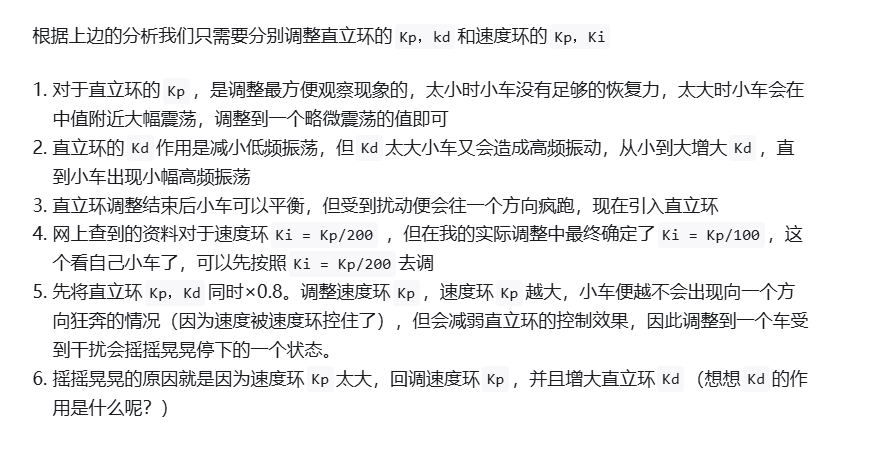 根据上边的分析我们只需要分别调整直立环的 Kp，kd 和速度环的 Kp，Ki
1. 对于直立环的 Kp ，是调整最方便观察现象的，太小时小车没有足够的恢复力，太大时小车会在
中值附近大幅震荡，调整到一个略微震荡的值即可
2. 直立环的 Kd 作用是减小低频振荡，但 Kd 太大小车又会造成高频振动，从小到大增大 Kd ，直
到小车出现小幅高频振荡
3. 直立环调整结束后小车可以平衡，但受到扰动便会往一个方向疯跑，现在引入直立环
4. 网上查到的资料对于速度环 Ki = Kp/200 ，但在我的实际调整中最终确定了 Ki = Kp/100 ，这
个看自己小车了，可以先按照 Ki = Kp/200 去调
5. 先将直立环 Kp，Kd 同时×0.8。调整速度环 Kp ，速度环 Kp 越大，小车便越不会出现向一个方
向狂奔的情况（因为速度被速度环控住了），但会减弱直立环的控制效果，因此调整到一个车受
到干扰会摇摇晃晃停下的一个状态。
6. 摇摇晃晃的原因就是因为速度环 Kp 太大，回调速度环 Kp ，并且增大直立环 Kd （想想 Kd 的作
用是什么呢？）